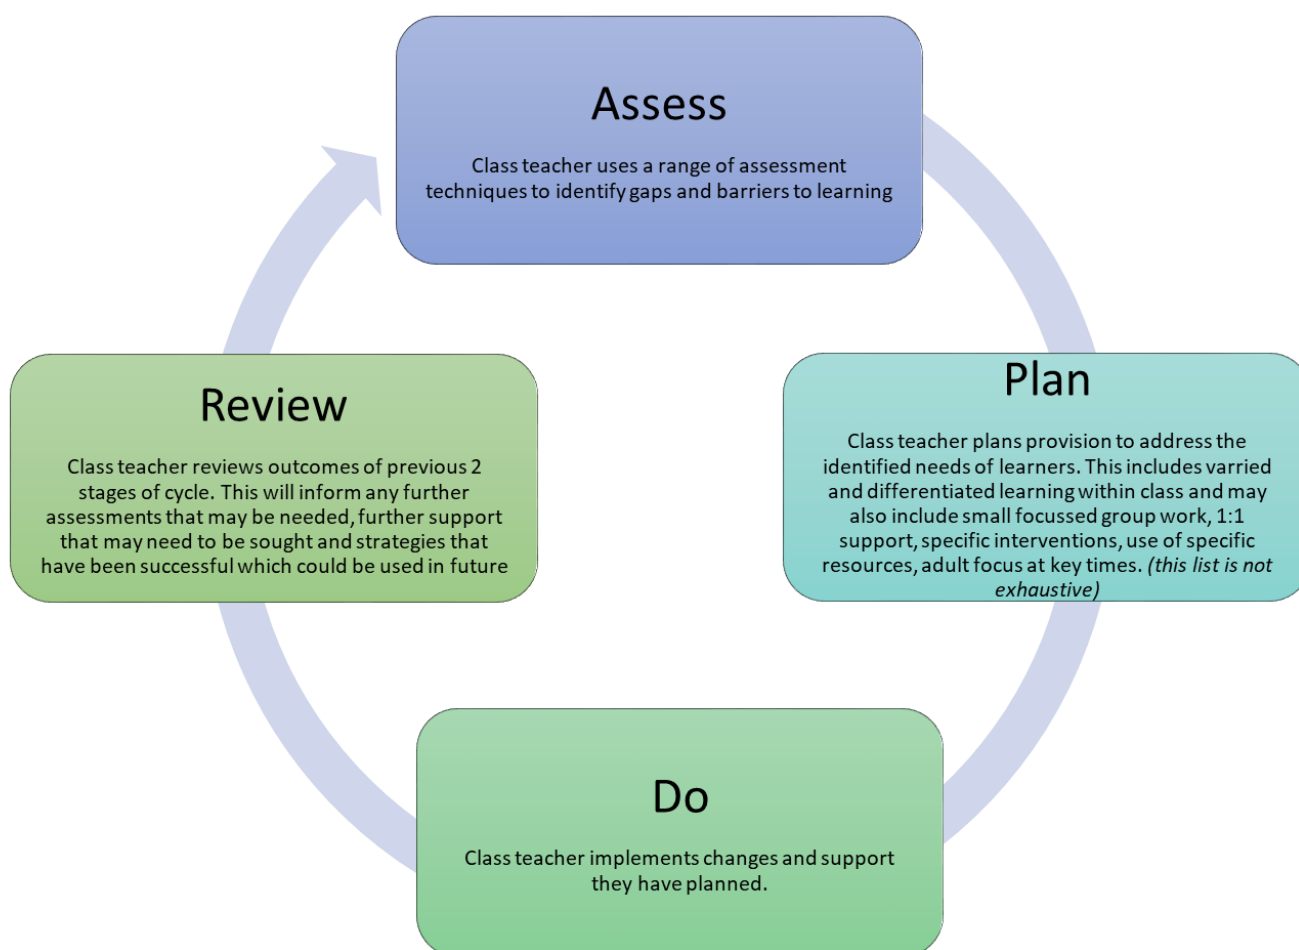 Assess
Class teacher uses a range of assessment
techniques to identify gaps and barriers to learning
Plan
Class teacher plans provision to address the
identified needs of learners. This includes varried
and differentiated learning within class and may
also include small focussed group work, 1:1
support, specific interventions, use of specific
resources, adult focus at key times. (this list is not
exhaustive)
Do
Class teacher implements changes and support
they have planned.
Review
Class teacher reviews outcomes of previous 2
stages of cycle. This will inform any further
assessments that may be needed, further support
that may need to be sought and strategies that
have been successful which could be used in future